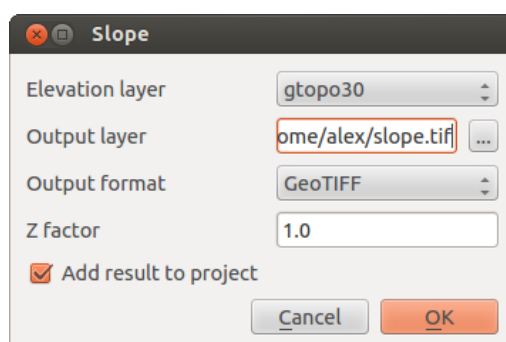 Slope
Elevation layer gtopo30
Output layer ome/alex/slope.tif ...
Output format GeoTIFF
Z factor 1.0
Add result to project
Cancel OK